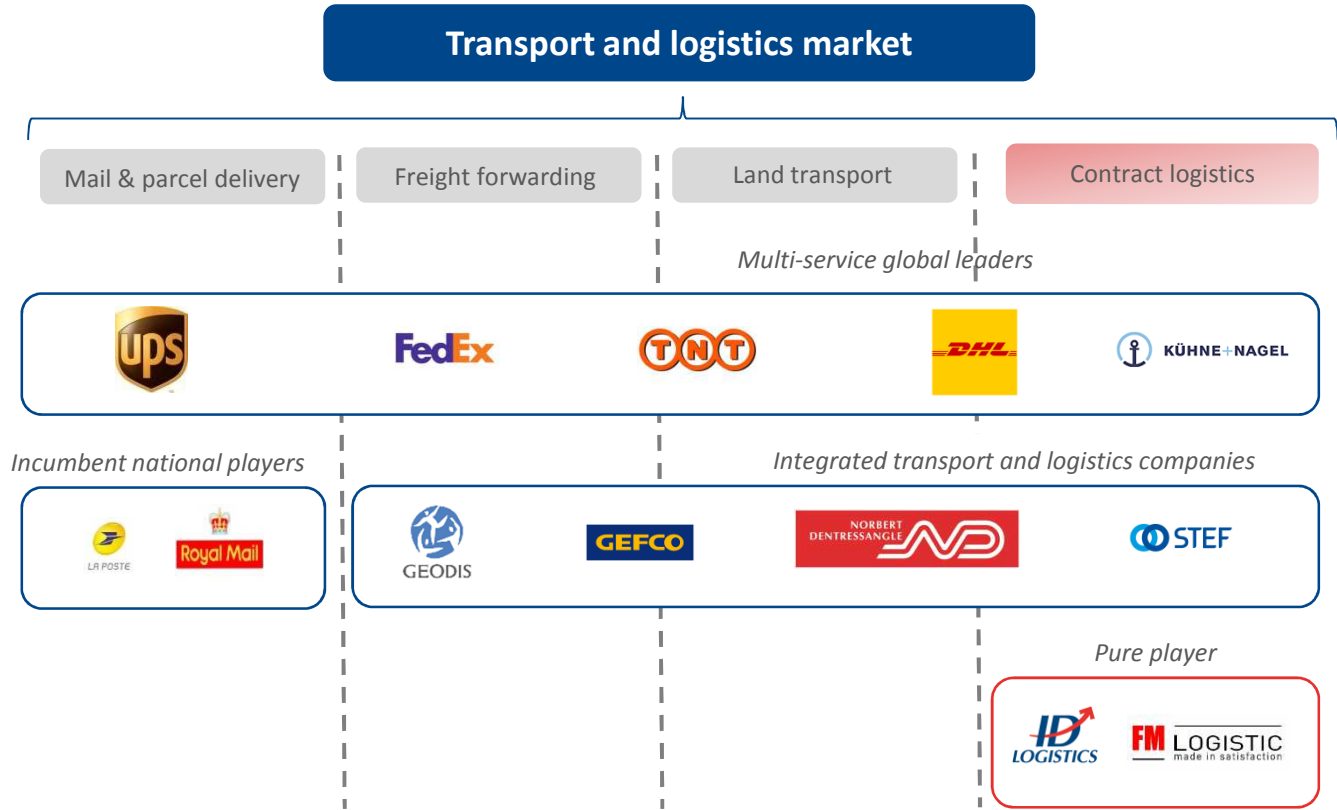 Transport and logistics market
Mail & parcel delivery
Freight forwarding
Land transport
Contract logistics
Multi-service global leaders
ups
FedEx
TNT
DHL
KÜHNE+NAGEL
Incumbent national players
Integrated transport and logistics companies
LA POSTE
Royal Mail
GEODIS
GEFCO
NORBERT
DENTRESSANGLE
ND
STEF
Pure player
ID
LOGISTICS
FM LOGISTIC
made in satisfaction